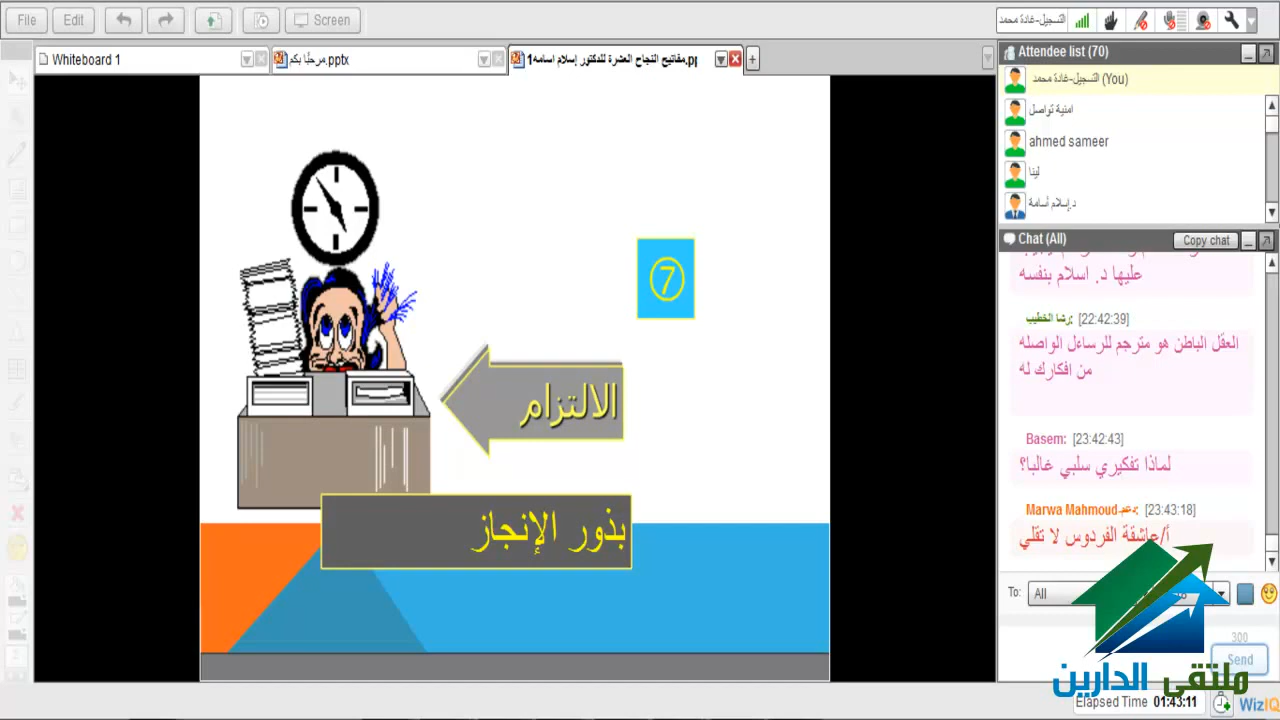 File Edit Screen
التسجيل-غادة محمد
Whiteboard 1
مرحبًا بكم.pptx
مفاتيح النجاح العشرة للدكتور إسلام اسامه1.pp
Attendee list (70)
التسجيل-غادة محمد (You)
امنية تواصل
ahmed sameer
لينا
د.إسلام أسامة
7
الالتزام
بذور الإنجاز
Chat (All)
Copy chat
عليها د. اسلام بنفسه
رشا الخطيب: [22:42:39]
العقل الباطن هو مترجم للرساءل الواصله
من افكارك له
Basem: [23:42:43]
لماذا تفكيري سلبي غالبا؟
Marwa Mahmoud-دعم: [23:43:18]
أ/عاشقة الفردوس لا تقلي
To: All
300
Send
ملتقى الدارين
Elapsed Time 01:43:11
WizIQ